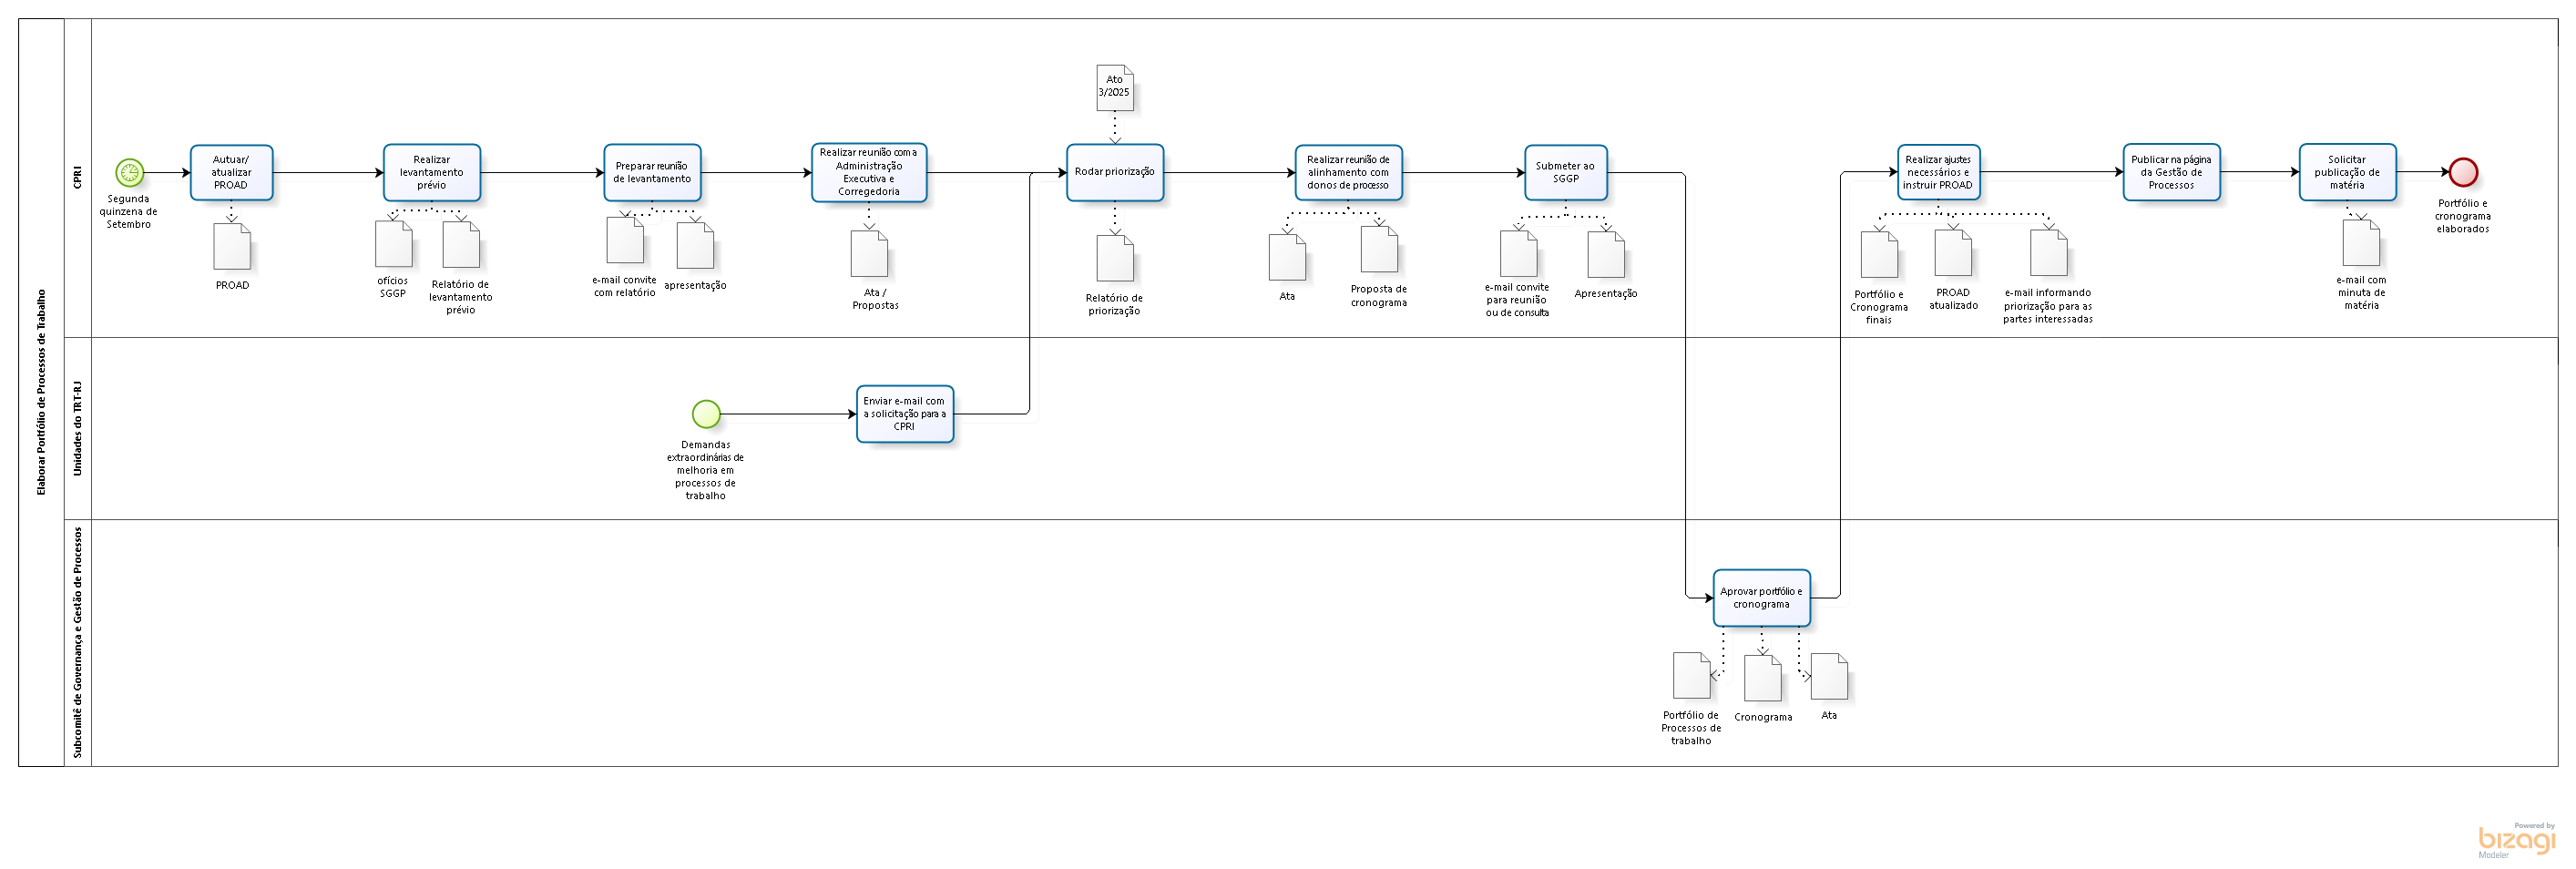 Elaborar Portfólio de Processos de Trabalho
CPRI
Segunda
quinzena de
Setembro
Autuar/
atualizar
PROAD
PROAD
Realizar
levantamento
prévio
ofícios
SGGP
Relatório de
levantamento
prévio
Preparar reunião
de levantamento
e-mail convite
com relatório
apresentação
Realizar reunião com a
Administração
Executiva e
Corregedoria
Ata /
Propostas
Ato
3/2025
Rodar priorização
Relatório de
priorização
Realizar reunião de
alinhamento com
donos de processo
Ata
Proposta de
cronograma
Submeter ao
SGGP
e-mail convite
para reunião
ou de consulta
Apresentação
Realizar ajustes
necessários e
instruir PROAD
Portfólio e
Cronograma
finais
PROAD
atualizado
e-mail informando
priorização para as
partes interessadas
Publicar na página
da Gestão de
Processos
Solicitar
publicação de
matéria
e-mail com
minuta de
matéria
Portfólio e
cronograma
elaborados
Unidades do TRT-RJ
Demandas
extraordinárias de
melhoria em
processos de
trabalho
Enviar e-mail com
a solicitação para a
CPRI
Subcomitê de Governança e Gestão de Processos
Aprovar portfólio e
cronograma
Portfólio de
Processos de
trabalho
Cronograma
Ata
Powered by
bizagi
Modeler